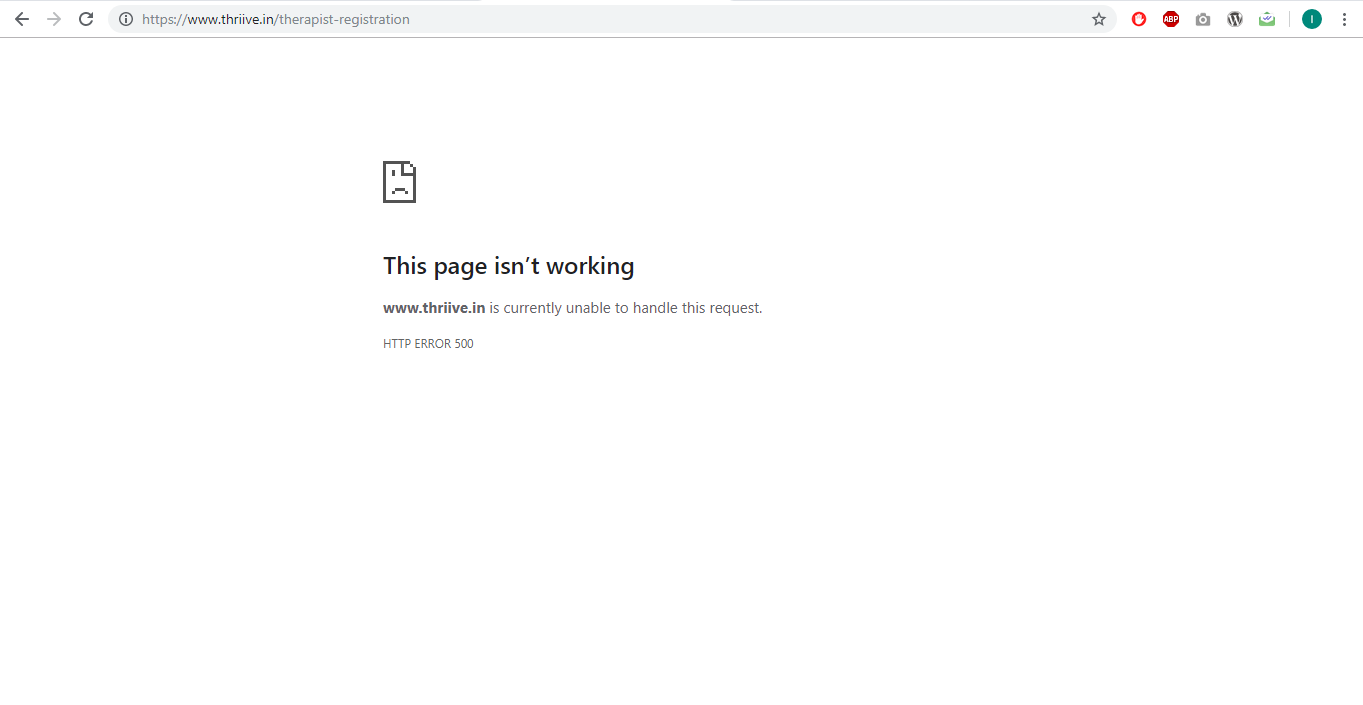 https://www.thriive.in/therapist-registration
ABP
I
This page isn’t working
www.thriive.in is currently unable to handle this request.
HTTP ERROR 500